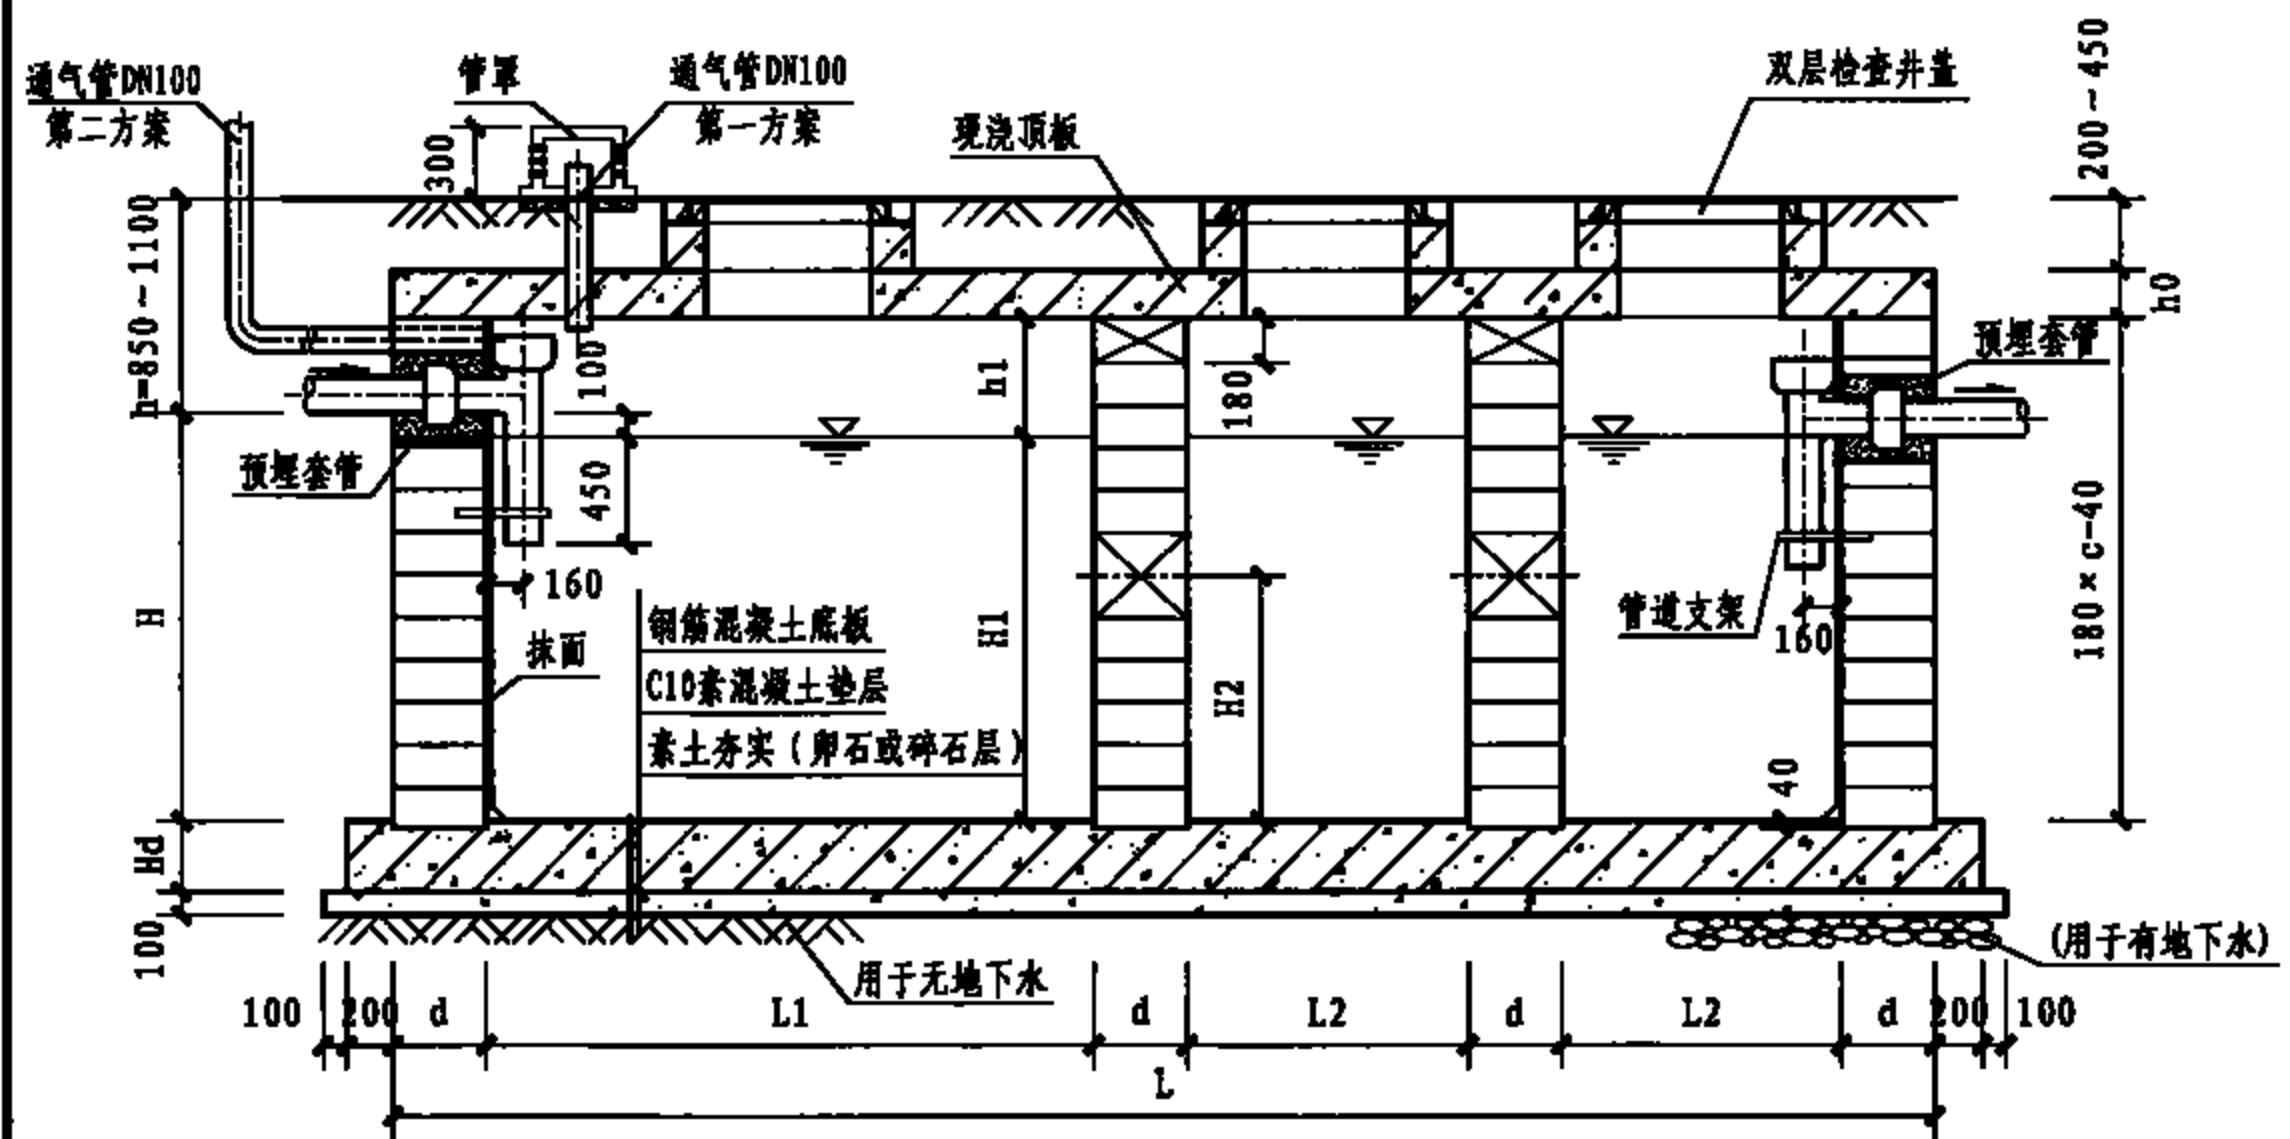 通气管DN100
第二方案
管罩
通气管DN100
第一方案
现浇顶板
双层检查井盖
200~450
300
h=850~1100
h0
预埋套管
100
h1
180
预埋套管
450
180×c-40
160
H
抹面
钢筋混凝土底板
C10素混凝土垫层
素土夯实(卵石或碎石层)
H1
H2
管道支架
160
40
Hd
100
用于无地下水
(用于有地下水)
100
200
d
L1
d
L2
d
L2
d
200
100
L